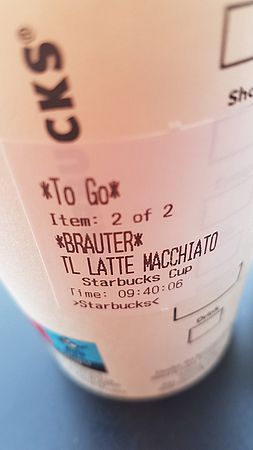 CKS®
Sho
*To Go*
Item: 2 of 2
*BRAUTER*
TL LATTE MACCHIATO
Starbucks Cup
Time: 09:40:06
>Starbucks<
Drink